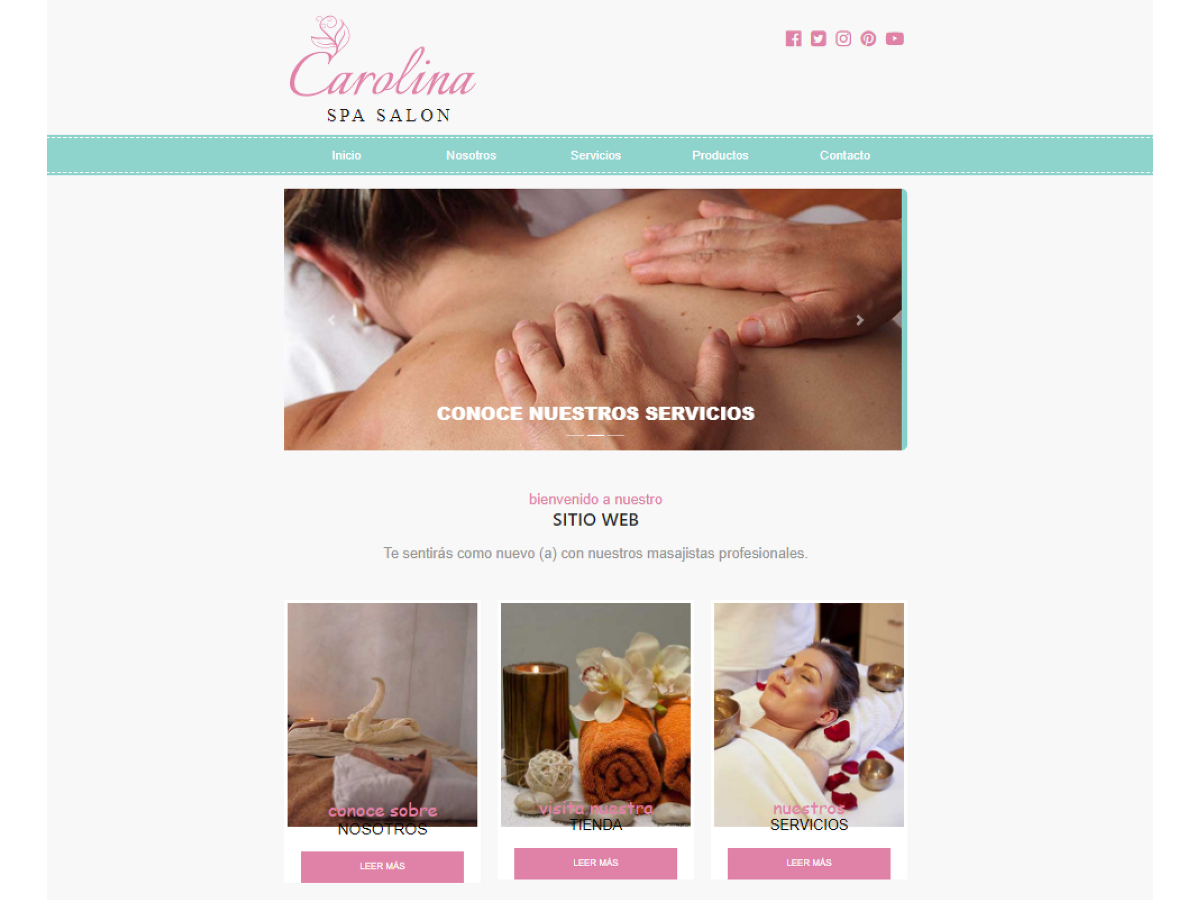 Carolina
SPA SALON
Inicio
Nosotros
Servicios
Productos
Contacto
CONOCE NUESTROS SERVICIOS
bienvenido a nuestro
SITIO WEB
Te sentirás como nuevo (a) con nuestros masajistas profesionales.
conoce sobre
NOSOTROS
LEER MÁS
visita nuestra
TIENDA
LEER MÁS
nuestros
SERVICIOS
LEER MÁS